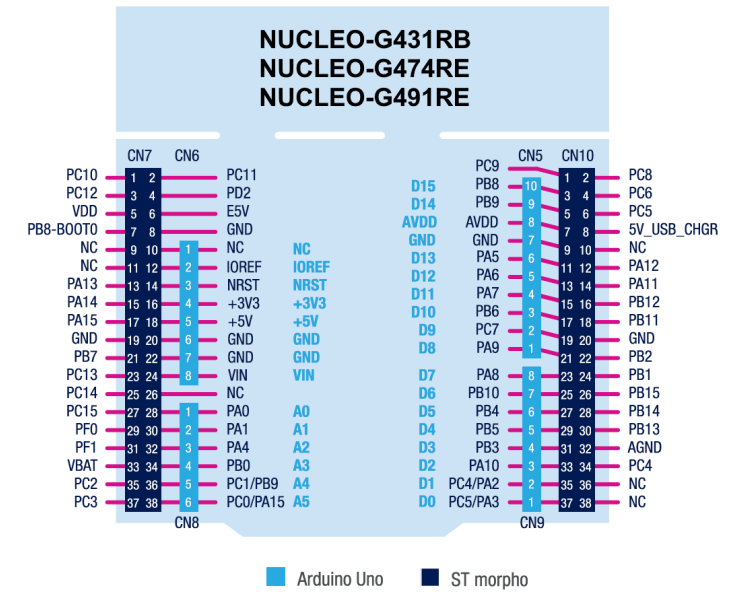 NUCLEO-G431RB
NUCLEO-G474RE
NUCLEO-G491RE
CN7 CN6 CN5 CN10
PC10 1 2 PC11 PC9 1 2 PC8
PC12 3 4 PD2 D15 PB8 10 3 4 PC6
VDD 5 6 E5V D14 PB9 9 5 6 PC5
PB8-BOOT0 7 8 GND AVDD AVDD 8 7 8 5V_USB_CHGR
NC 9 10 1 NC NC GND GND 7 9 10 NC
NC 11 12 2 IOREF IOREF D13 PA5 6 11 12 PA12
PA13 13 14 3 NRST NRST D12 PA6 5 13 14 PA11
PA14 15 16 4 +3V3 +3V3 D11 PA7 4 15 16 PB12
PA15 17 18 5 +5V +5V D10 PB6 3 17 18 PB11
GND 19 20 6 GND GND D9 PC7 2 19 20 GND
PB7 21 22 7 GND GND D8 PA9 1 21 22 PB2
PC13 23 24 8 VIN VIN D7 PA8 8 23 24 PB1
PC14 25 26 NC D6 PB10 7 25 26 PB15
PC15 27 28 1 PA0 A0 D5 PB4 6 27 28 PB14
PF0 29 30 2 PA1 A1 D4 PB5 5 29 30 PB13
PF1 31 32 3 PA4 A2 D3 PB3 4 31 32 AGND
VBAT 33 34 4 PB0 A3 D2 PA10 3 33 34 PC4
PC2 35 36 5 PC1/PB9 A4 D1 PC4/PA2 2 35 36 NC
PC3 37 38 6 PC0/PA15 A5 D0 PC5/PA3 1 37 38 NC
CN8 CN9
Arduino Uno ST morpho